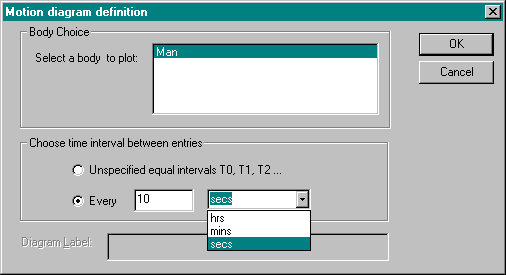 Motion diagram definition
Body Choice
Select a body to plot:
Man
OK
Cancel
Choose time interval between entries
Unspecified equal intervals T0, T1, T2 ...
Every
10
secs
hrs
mins
secs
Diagram Label: